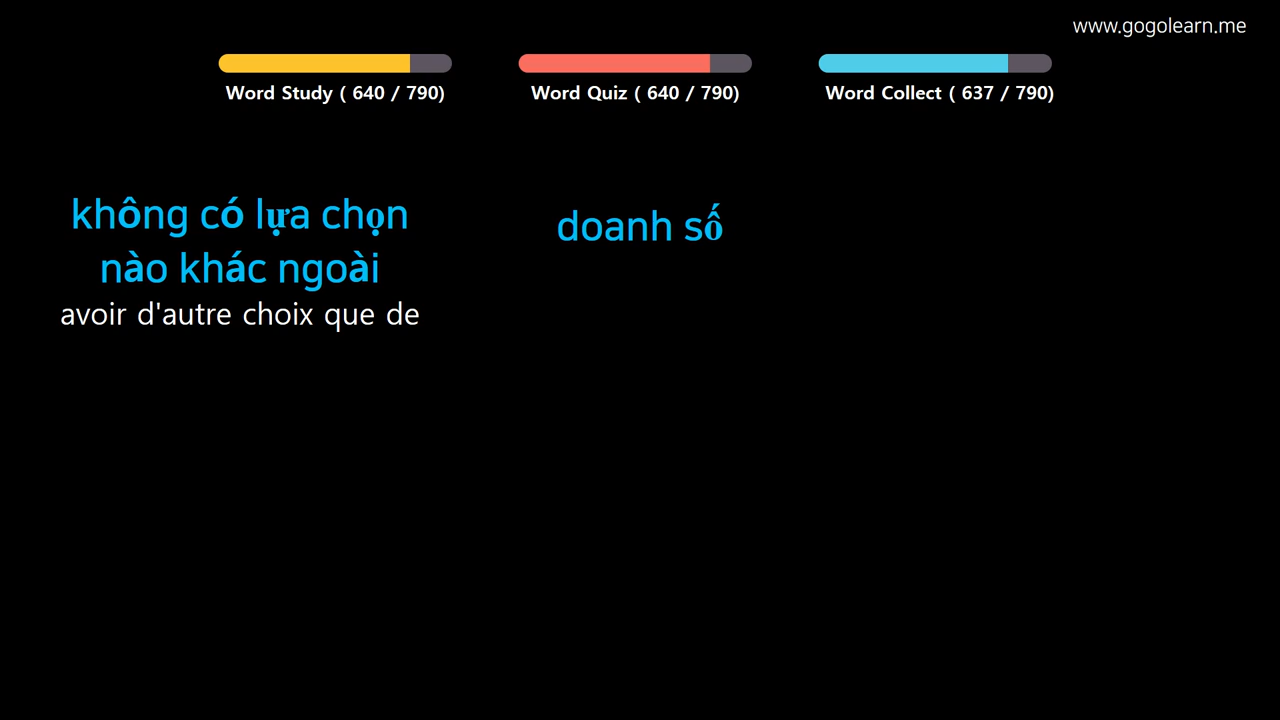 www.gogolearn.me
Word Study ( 640 / 790)
Word Quiz ( 640 / 790)
Word Collect ( 637 / 790)
không có lựa chọn
nào khác ngoài
avoir d'autre choix que de
doanh số